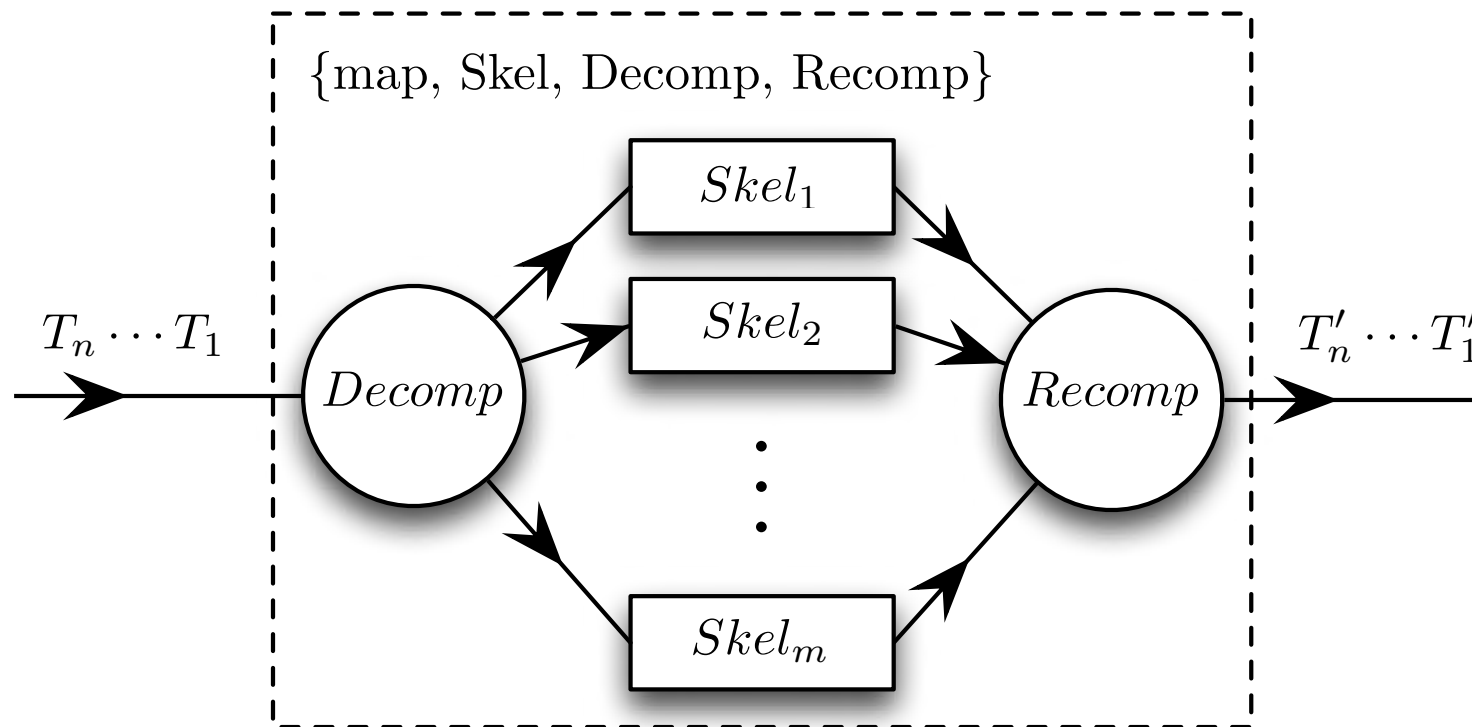 {map, Skel, Decomp, Recomp}
Skel₁
Tₙ ⋯ T₁
Decomp
Skel₂
Recomp
T′ₙ ⋯ T′₁
⋮
Skelₘ